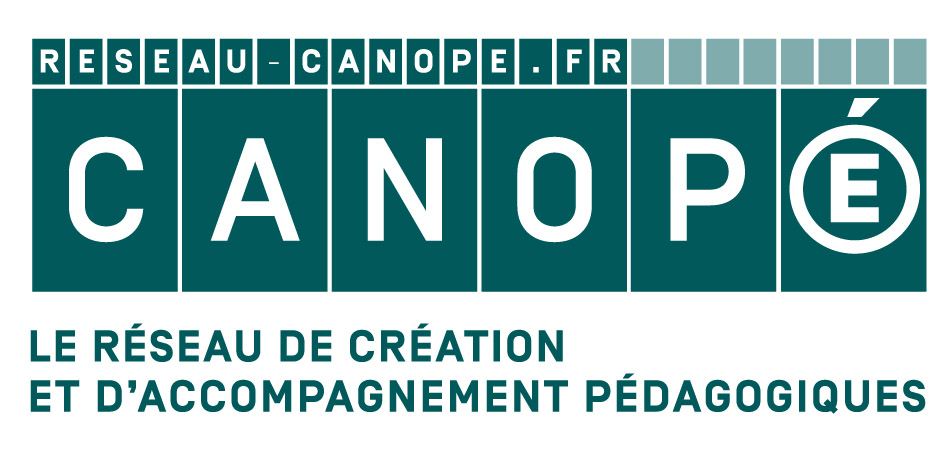 RESEAU-CANOPE.FR
CANOPÉ
LE RÉSEAU DE CRÉATION
ET D'ACCOMPAGNEMENT PÉDAGOGIQUES